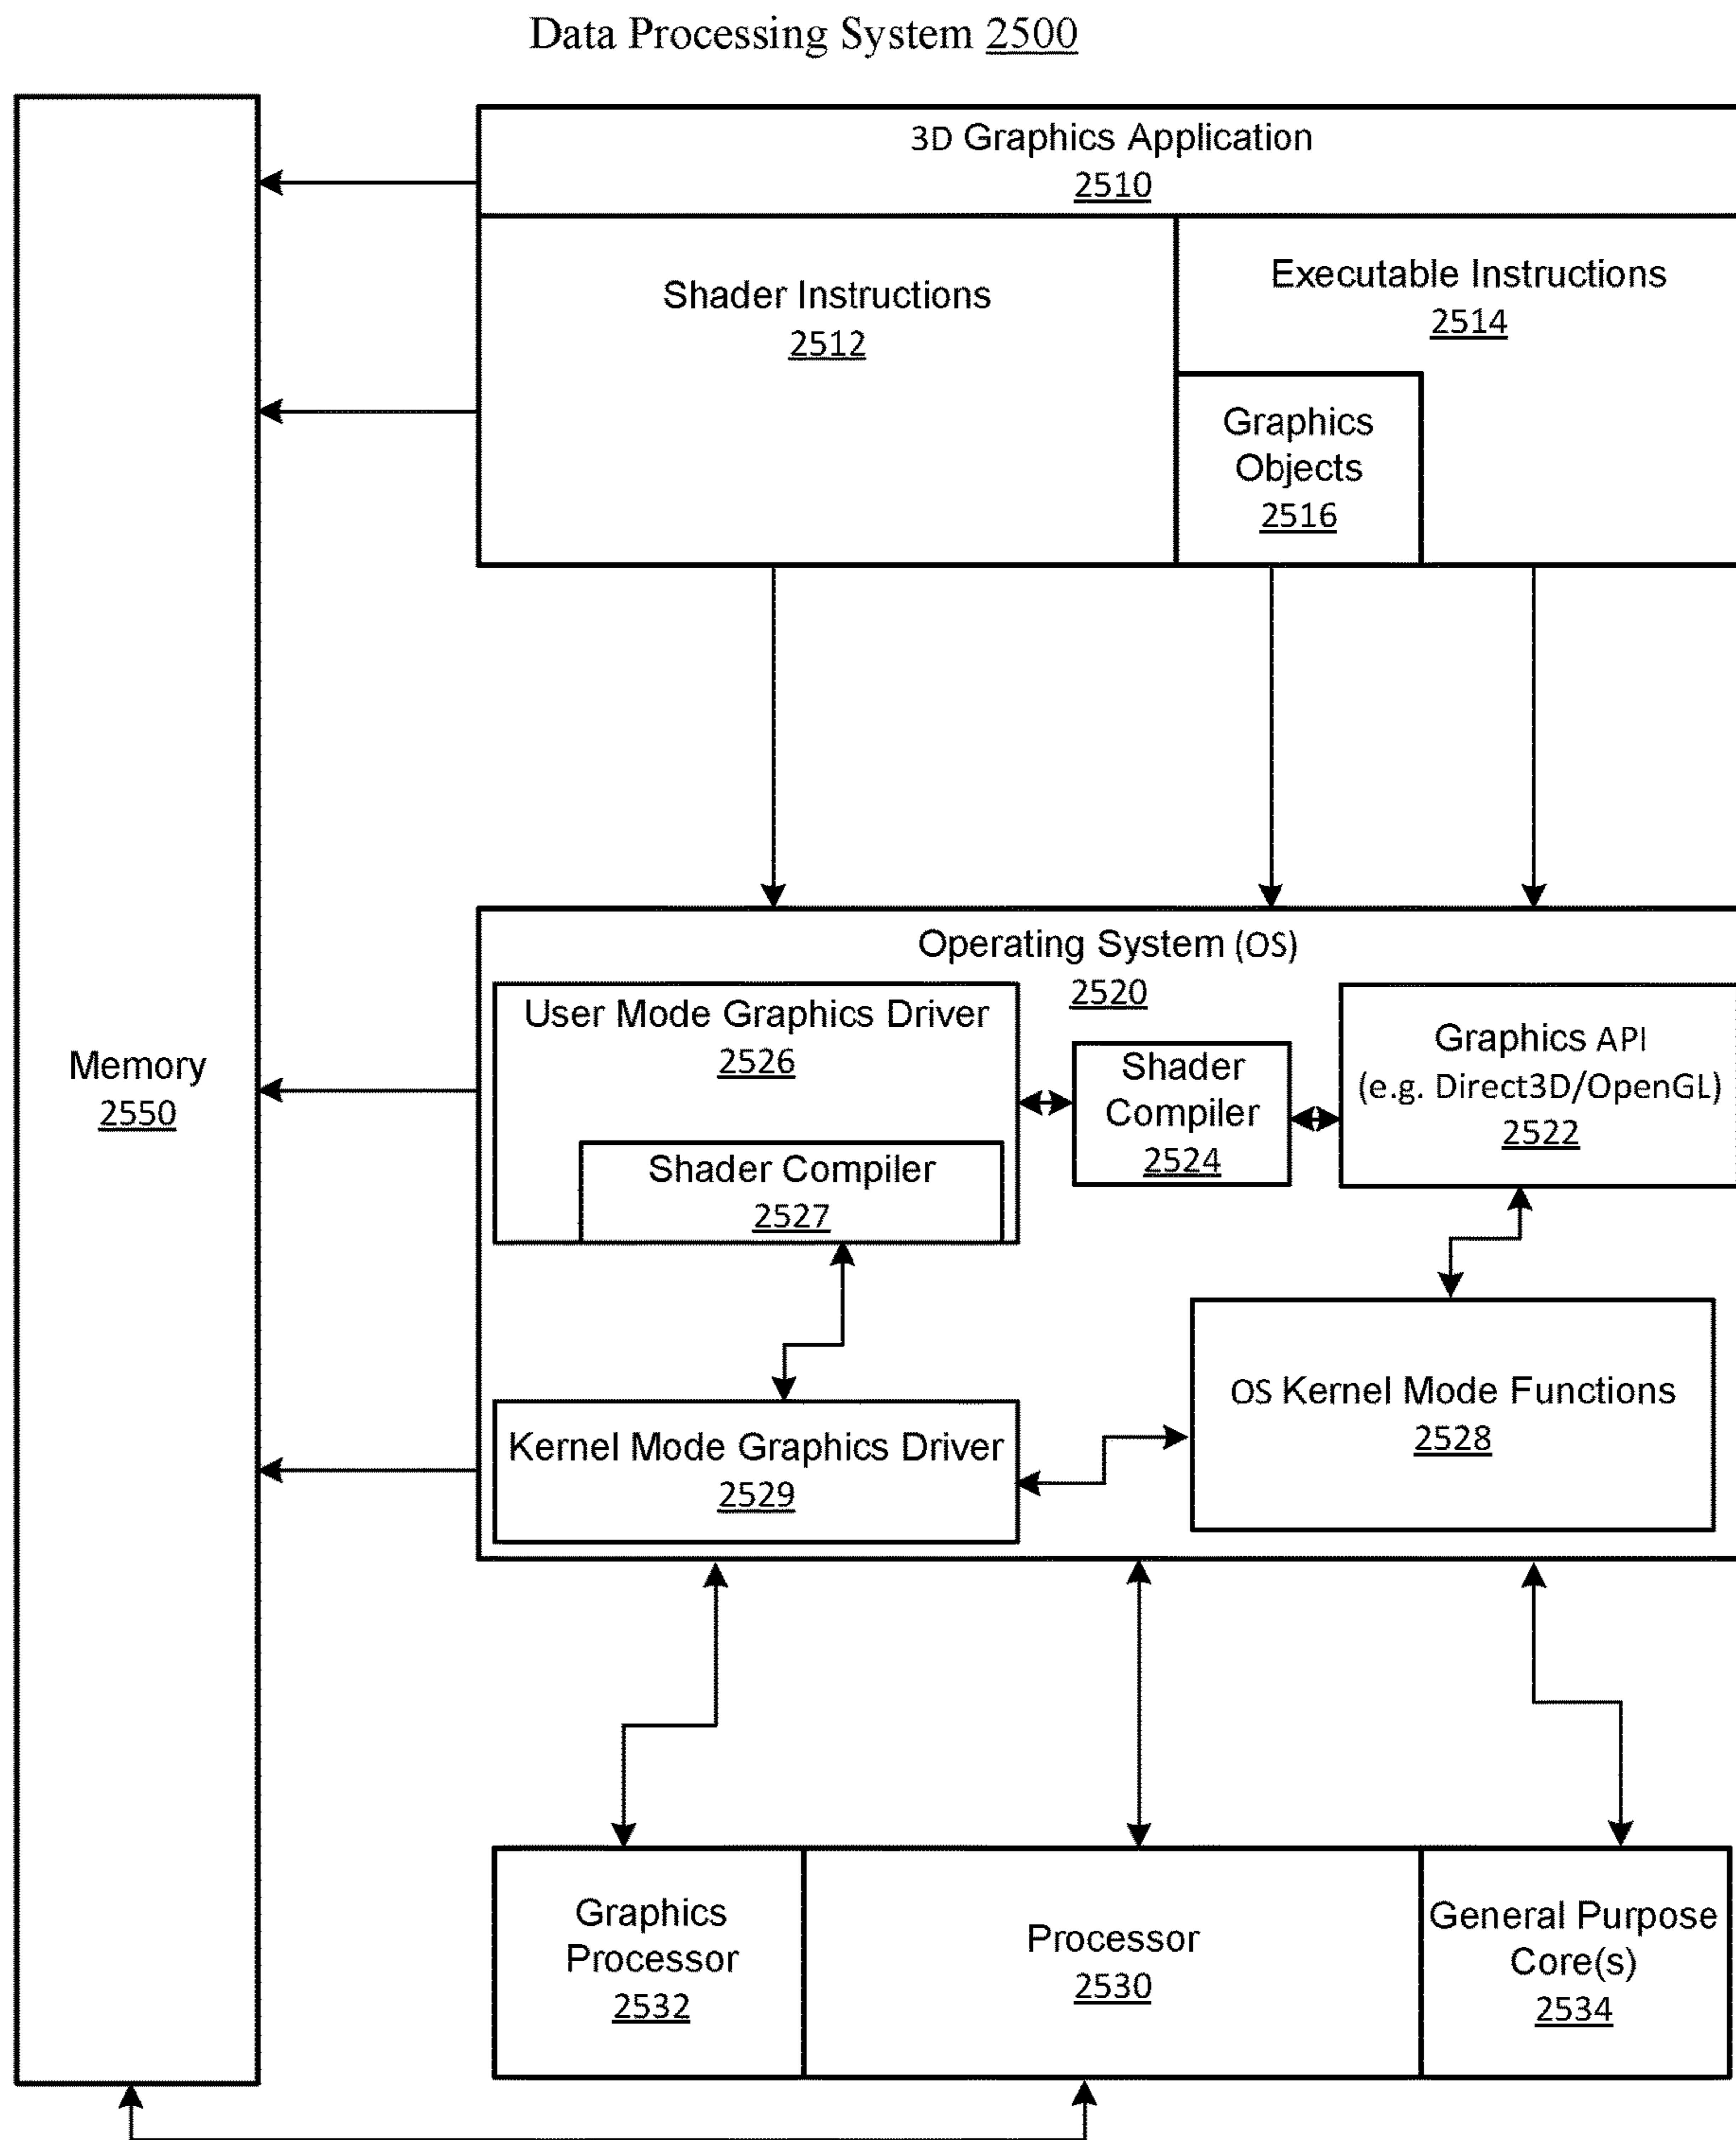 Data Processing System 2500
3D Graphics Application
2510
Shader Instructions
2512
Executable Instructions
2514
Graphics
Objects
2516
Operating System (OS)
2520
User Mode Graphics Driver
2526
Shader Compiler
2527
Shader
Compiler
2524
Graphics API
(e.g. Direct3D/OpenGL)
2522
Memory
2550
Kernel Mode Graphics Driver
2529
OS Kernel Mode Functions
2528
Graphics
Processor
2532
Processor
2530
General Purpose
Core(s)
2534